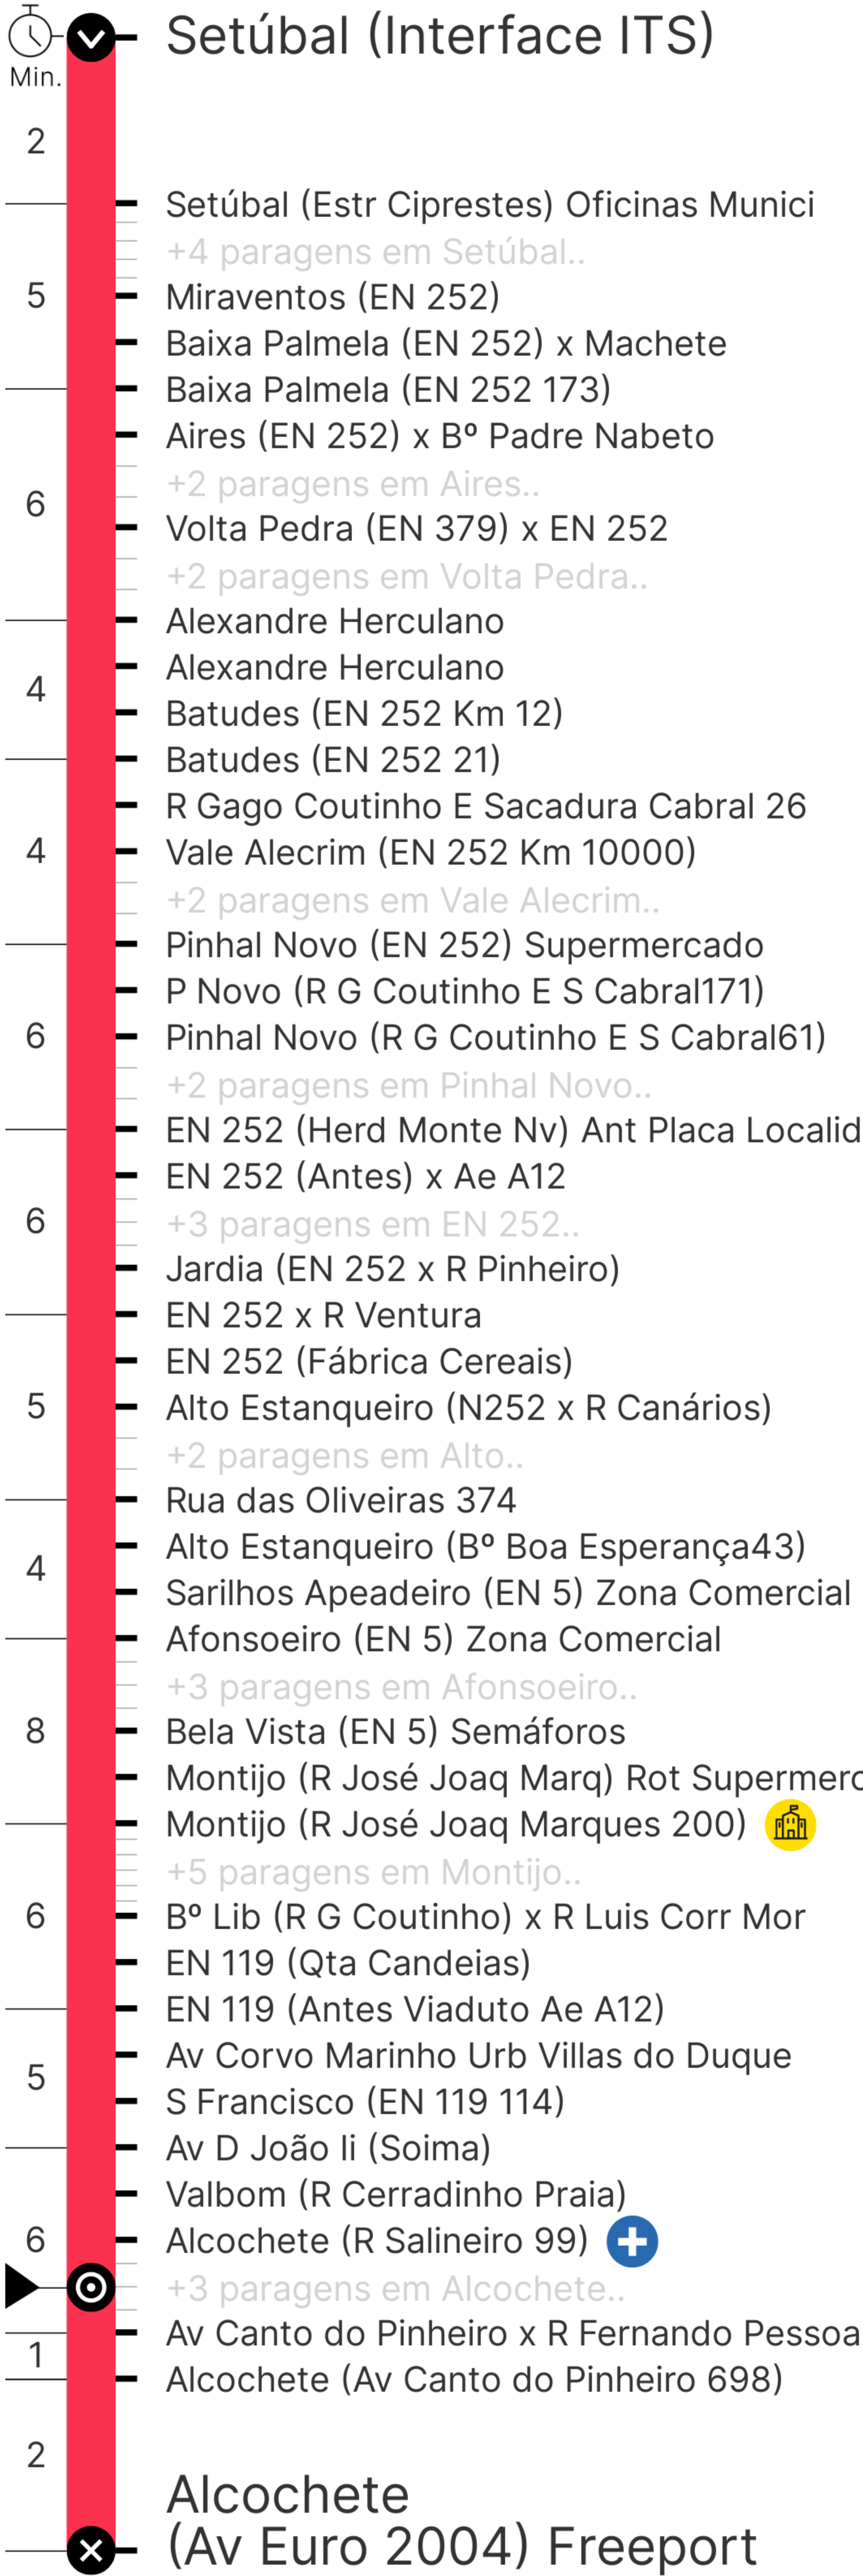 Setúbal (Interface ITS)
Min.
2
Setúbal (Estr Ciprestes) Oficinas Munici
+4 paragens em Setúbal..
5
Miraventos (EN 252)
Baixa Palmela (EN 252) x Machete
Baixa Palmela (EN 252 173)
Aires (EN 252) x Bº Padre Nabeto
+2 paragens em Aires..
6
Volta Pedra (EN 379) x EN 252
+2 paragens em Volta Pedra..
Alexandre Herculano
Alexandre Herculano
4
Batudes (EN 252 Km 12)
Batudes (EN 252 21)
R Gago Coutinho E Sacadura Cabral 26
4
Vale Alecrim (EN 252 Km 10000)
+2 paragens em Vale Alecrim..
Pinhal Novo (EN 252) Supermercado
P Novo (R G Coutinho E S Cabral171)
6
Pinhal Novo (R G Coutinho E S Cabral61)
+2 paragens em Pinhal Novo..
EN 252 (Herd Monte Nv) Ant Placa Localid
EN 252 (Antes) x Ae A12
6
+3 paragens em EN 252..
Jardia (EN 252 x R Pinheiro)
EN 252 x R Ventura
EN 252 (Fábrica Cereais)
5
Alto Estanqueiro (N252 x R Canários)
+2 paragens em Alto..
Rua das Oliveiras 374
Alto Estanqueiro (Bº Boa Esperança43)
4
Sarilhos Apeadeiro (EN 5) Zona Comercial
Afonsoeiro (EN 5) Zona Comercial
+3 paragens em Afonsoeiro..
8
Bela Vista (EN 5) Semáforos
Montijo (R José Joaq Marq) Rot Supermerc
Montijo (R José Joaq Marques 200)
+5 paragens em Montijo..
6
Bº Lib (R G Coutinho) x R Luis Corr Mor
EN 119 (Qta Candeias)
EN 119 (Antes Viaduto Ae A12)
Av Corvo Marinho Urb Villas do Duque
5
S Francisco (EN 119 114)
Av D João Ii (Soima)
Valbom (R Cerradinho Praia)
6
Alcochete (R Salineiro 99)
+3 paragens em Alcochete..
Av Canto do Pinheiro x R Fernando Pessoa
1
Alcochete (Av Canto do Pinheiro 698)
2
Alcochete
(Av Euro 2004) Freeport